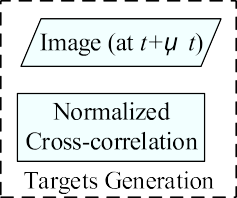 Image (at t+μ t)
Normalized
Cross-correlation
Targets Generation